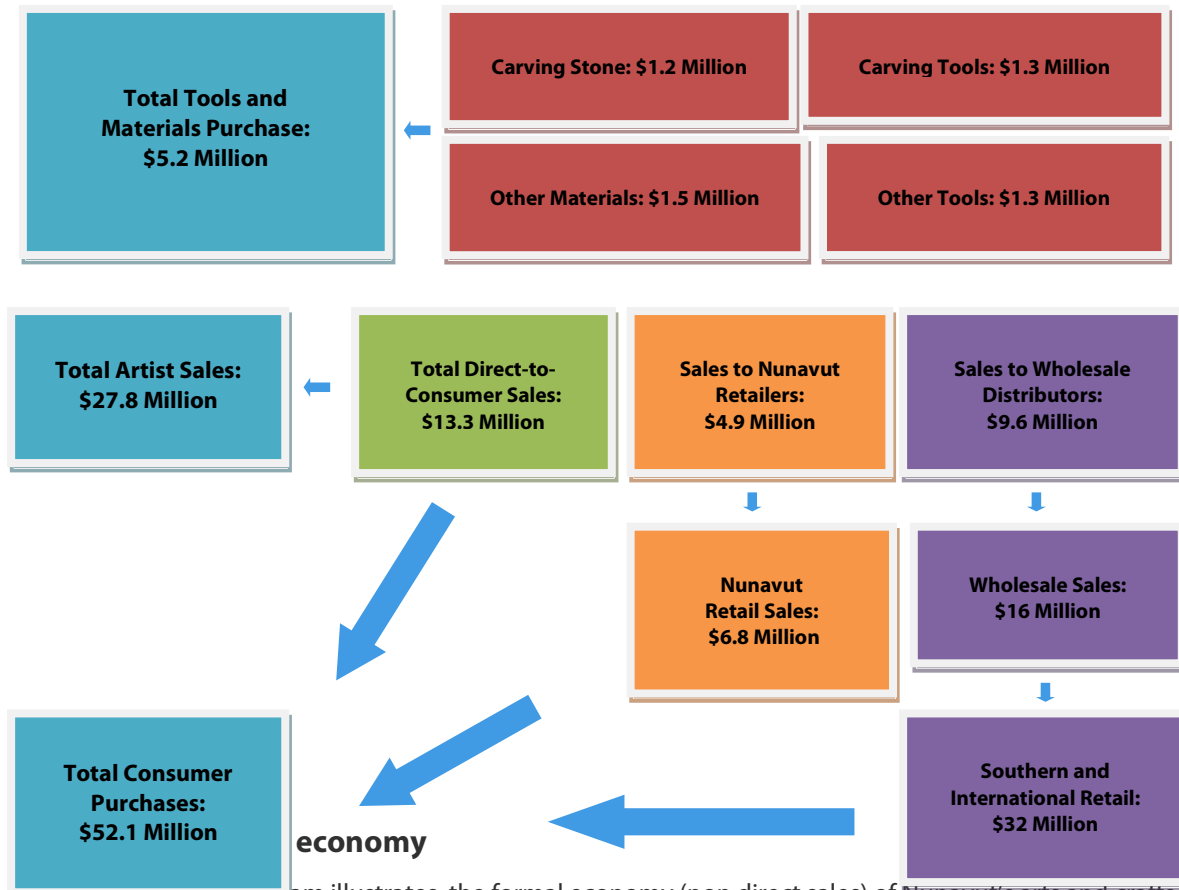 Total Tools and
Materials Purchase:
$5.2 Million
Carving Stone: $1.2 Million
Carving Tools: $1.3 Million
Other Materials: $1.5 Million
Other Tools: $1.3 Million
Total Artist Sales:
$27.8 Million
Total Direct-to-
Consumer Sales:
$13.3 Million
Sales to Nunavut
Retailers:
$4.9 Million
Sales to Wholesale
Distributors:
$9.6 Million
Nunavut
Retail Sales:
$6.8 Million
Wholesale Sales:
$16 Million
Total Consumer
Purchases:
$52.1 Million
Southern and
International Retail:
$32 Million
economy
illustrates the formal economy (non direct sales) of